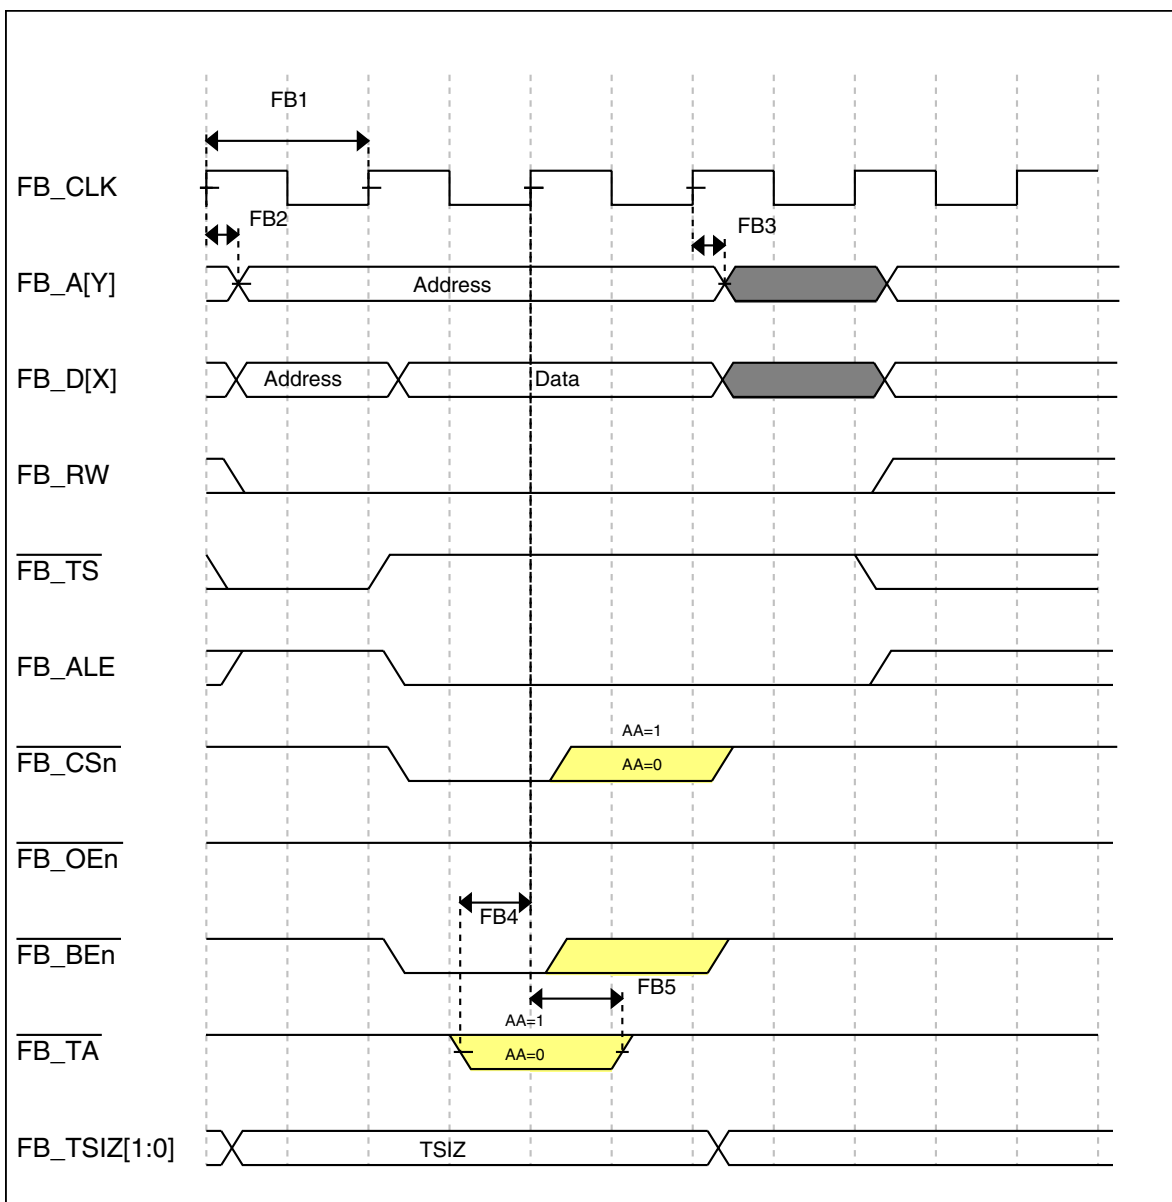 FB1
FB_CLK
FB2
FB3
FB_A[Y]
Address
FB_D[X]
Address
Data
FB_RW
FB_TS
FB_ALE
AA=1
FB_CSn
AA=0
FB_OEn
FB4
FB_BEn
FB5
AA=1
FB_TA
AA=0
FB_TSIZ[1:0]
TSIZ